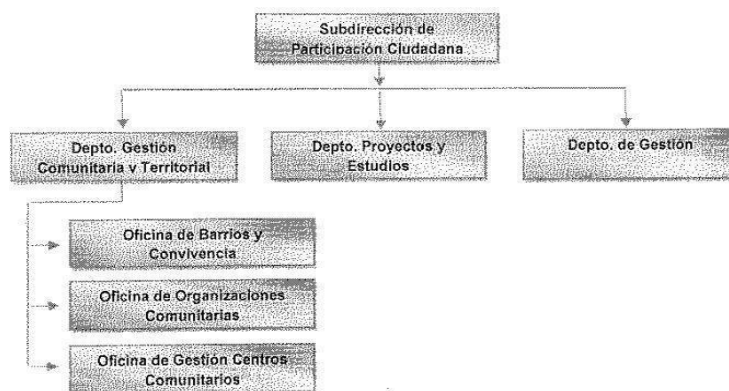 Subdirección de
Participación Ciudadana
Depto. Gestión
Comunitaria y Territorial
Depto. Proyectos y
Estudios
Depto. de Gestión
Oficina de Barrios y
Convivencia
Oficina de Organizaciones
Comunitarias
Oficina de Gestión Centros
Comunitarios